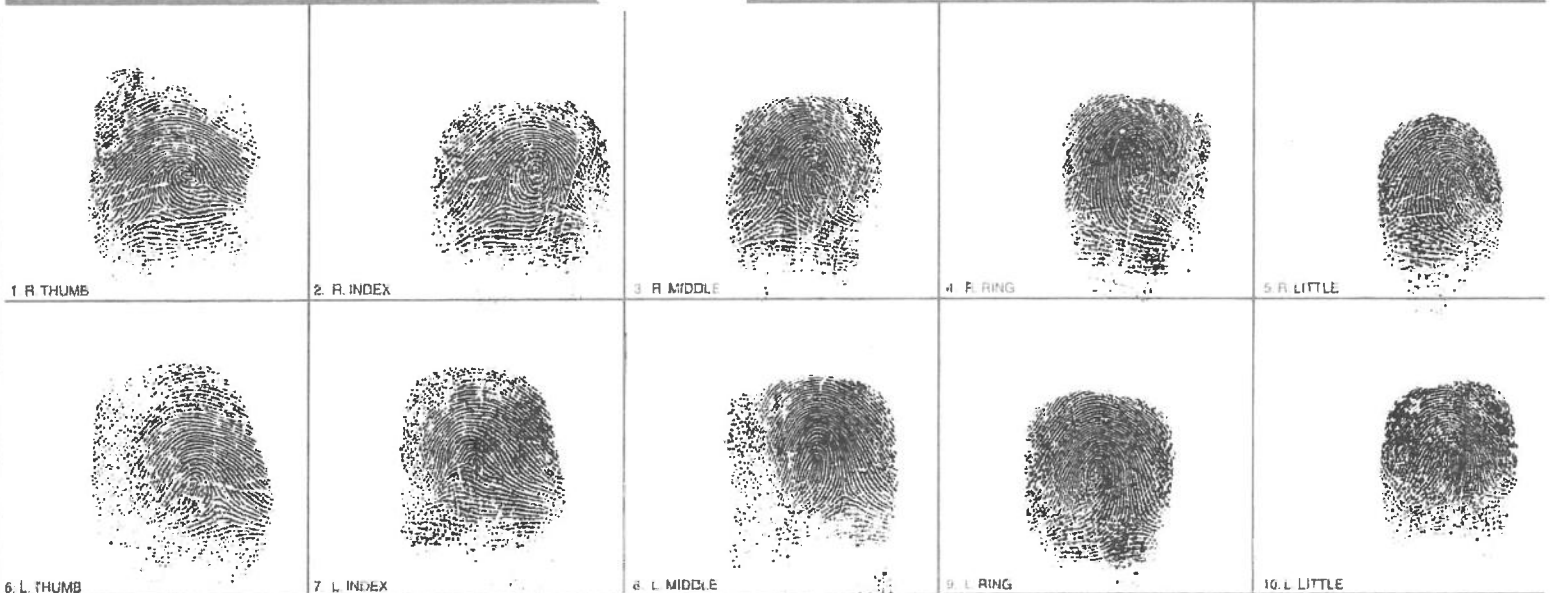 1 R THUMB
2. R. INDEX
3 R MIDDLE
4 R. RING
5 R LITTLE
6. L. THUMB
7 L INDEX
8 L MIDDLE
9 L RING
10. L LITTLE